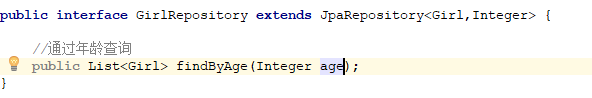 public interface GirlRepository extends JpaRepository<Girl,Integer> {
//通过年龄查询
public List<Girl> findByAge(Integer age);
}